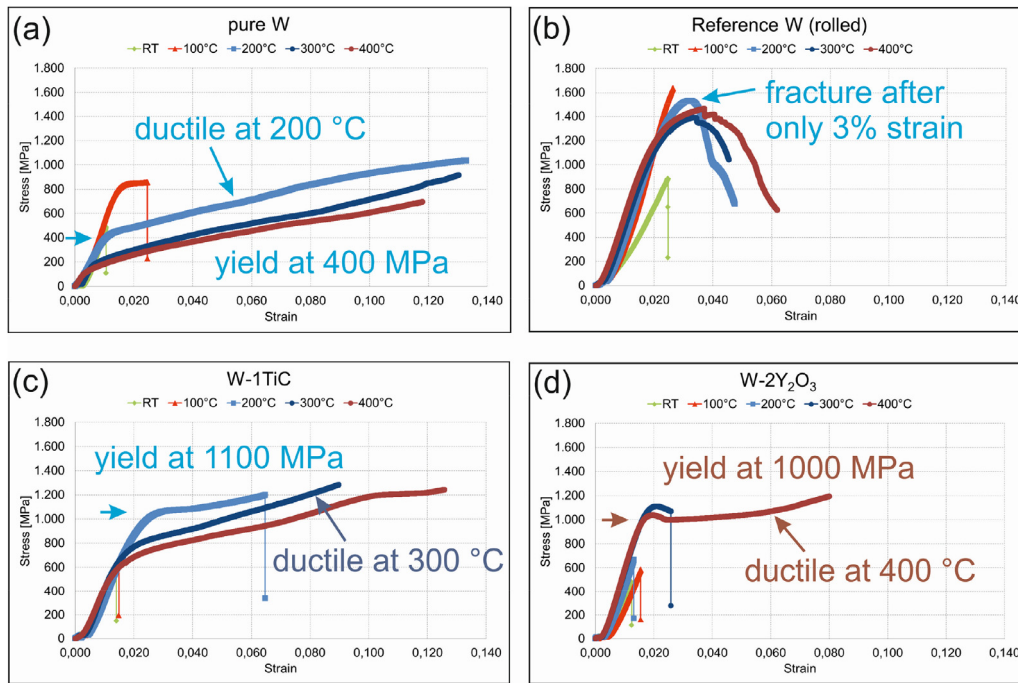 (a)
pure W
RT 100°C 200°C 300°C 400°C
1.800
1.600
1.400
1.200
1.000
800
600
400
200
0
Stress [MPa]
ductile at 200 °C
yield at 400 MPa
0,000 0,020 0,040 0,060 0,080 0,100 0,120 0,140
Strain
(b)
Reference W (rolled)
RT 100°C 200°C 300°C 400°C
1.800
1.600
1.400
1.200
1.000
800
600
400
200
0
Stress [MPa]
fracture after
only 3% strain
0,000 0,020 0,040 0,060 0,080 0,100 0,120 0,140
Strain
(c)
W-1TiC
RT 100°C 200°C 300°C 400°C
1.800
1.600
1.400
1.200
1.000
800
600
400
200
0
Stress [MPa]
yield at 1100 MPa
ductile at 300 °C
0,000 0,020 0,040 0,060 0,080 0,100 0,120 0,140
Strain
(d)
W-2Y₂O₃
RT 100°C 200°C 300°C 400°C
1.800
1.600
1.400
1.200
1.000
800
600
400
200
0
Stress [MPa]
yield at 1000 MPa
ductile at 400 °C
0,000 0,020 0,040 0,060 0,080 0,100 0,120 0,140
Strain